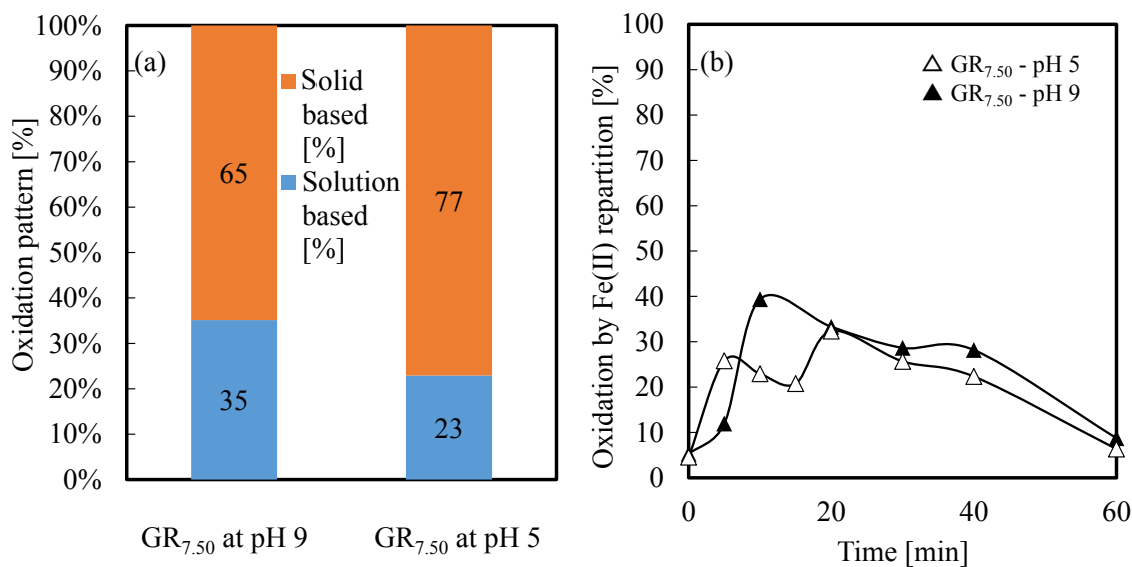 (a)
Oxidation pattern [%]
100%
90%
80%
70%
60%
50%
40%
30%
20%
10%
0%
65
35
77
23
Solid
based
[%]
Solution
based
[%]
GR7.50 at pH 9
GR7.50 at pH 5
(b)
Oxidation by Fe(II) repartition [%]
100
90
80
70
60
50
40
30
20
10
0
GR7.50 - pH 5
GR7.50 - pH 9
0
20
40
60
Time [min]